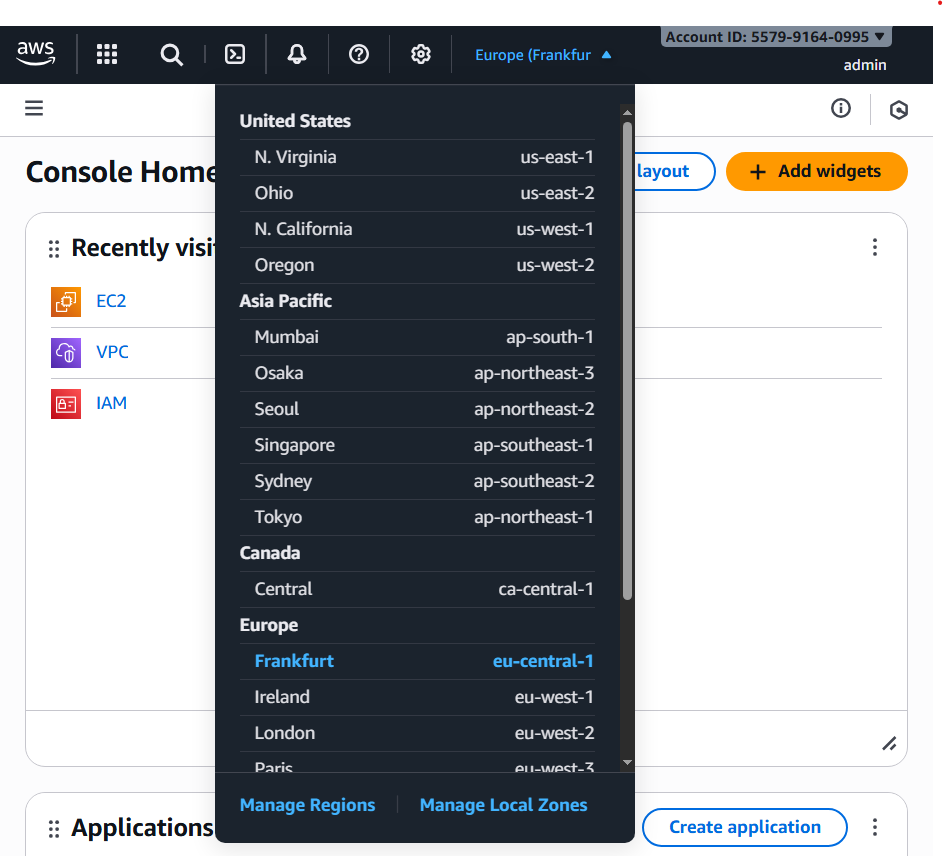 aws
Europe (Frankfur
Account ID: 5579-9164-0995
admin
Console Home
layout
Add widgets
Recently visi
EC2
VPC
IAM
United States
N. Virginia us-east-1
Ohio us-east-2
N. California us-west-1
Oregon us-west-2
Asia Pacific
Mumbai ap-south-1
Osaka ap-northeast-3
Seoul ap-northeast-2
Singapore ap-southeast-1
Sydney ap-southeast-2
Tokyo ap-northeast-1
Canada
Central ca-central-1
Europe
Frankfurt eu-central-1
Ireland eu-west-1
London eu-west-2
Paris eu-west-3
Manage Regions
Manage Local Zones
Applications
Create application